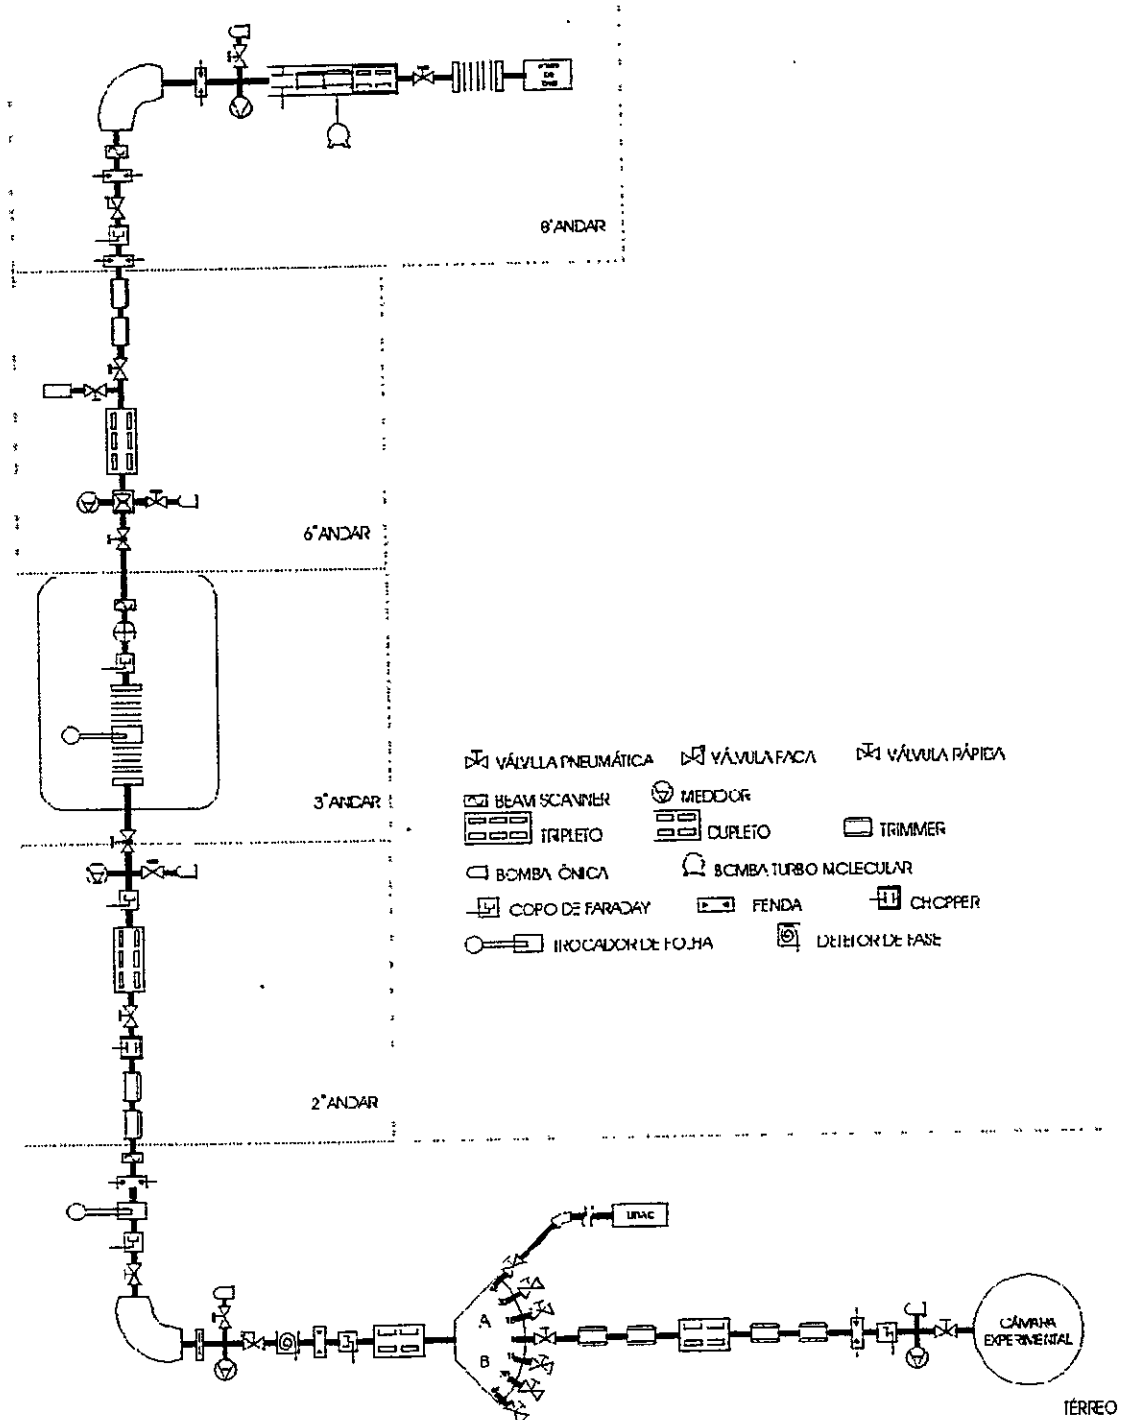 8°ANDAR
6°ANDAR
3°ANDAR
VÁLVULA PNEUMÁTICA
VÁLVULA FACA
VÁLVULA RÁPIDA
BEAM SCANNER
MEDIDOR
TRIPLETO
DUPLETO
TRIMMER
BOMBA IÔNICA
BOMBA TURBO MOLECULAR
COPO DE FARADAY
FENDA
CHOPPER
TROCADOR DE FOLHA
DETETOR DE FASE
2°ANDAR
LINAC
A
B
CÂMARA
EXPERIMENTAL
TÉRREO